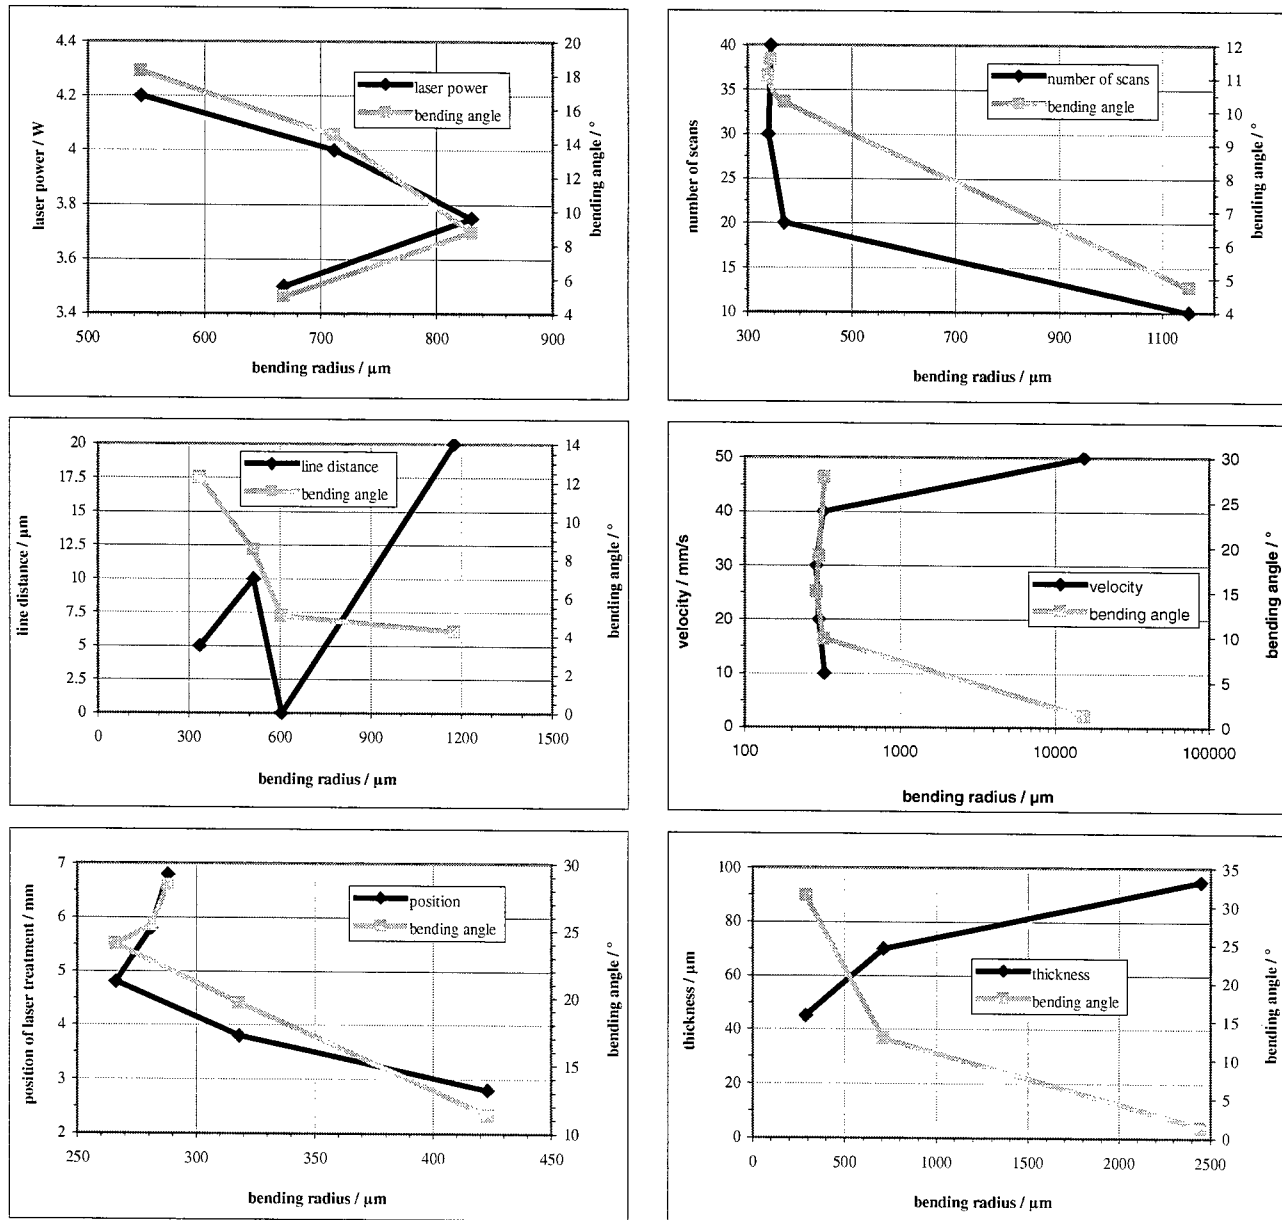 4.4
4.2
4
3.8
3.6
3.4
laser power / W
20
18
16
14
12
10
8
6
4
bending angle / °
laser power
bending angle
500 600 700 800 900
bending radius / µm
40
35
30
25
20
15
10
number of scans
12
11
10
9
8
7
6
5
4
bending angle / °
number of scans
bending angle
300 500 700 900 1100
bending radius / µm
20
17.5
15
12.5
10
7.5
5
2.5
0
line distance / µm
14
12
10
8
6
4
2
0
bending angle / °
line distance
bending angle
0 300 600 900 1200 1500
bending radius / µm
50
40
30
20
10
0
velocity / mm/s
30
25
20
15
10
5
0
bending angle / °
velocity
bending angle
100 1000 10000 100000
bending radius / µm
7
6
5
4
3
2
position of laser treatment / mm
30
25
20
15
10
bending angle / °
position
bending angle
250 300 350 400 450
bending radius / µm
100
80
60
40
20
0
thickness / µm
35
30
25
20
15
10
5
0
bending angle / °
thickness
bending angle
0 500 1000 1500 2000 2500
bending radius / µm